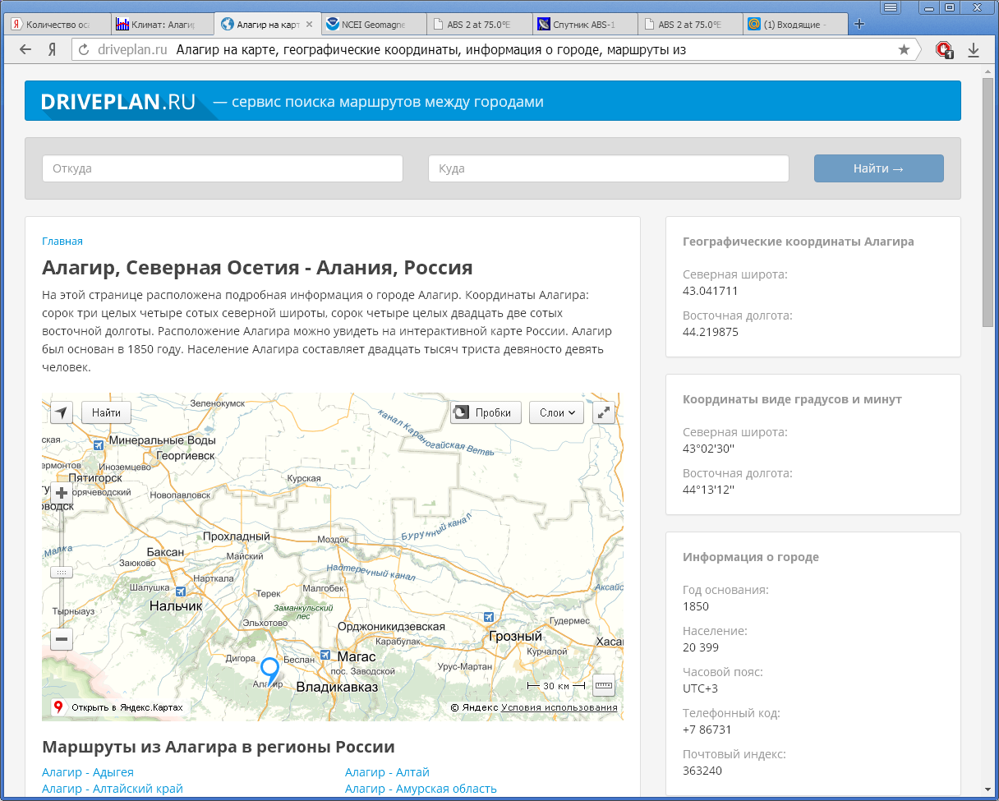 Количество ос
Климат: Алаги
Алагир на карт
NCEI Geomagne
ABS 2 at 75.0°E
Спутник ABS-1
ABS 2 at 75.0°E
(1) Входящие -
driveplan.ru Алагир на карте, географические координаты, информация о городе, маршруты из
DRIVEPLAN.RU — сервис поиска маршрутов между городами
Откуда
Куда
Найти →
Главная
Алагир, Северная Осетия - Алания, Россия
На этой странице расположена подробная информация о городе Алагир. Координаты Алагира:
сорок три целых четыре сотых северной широты, сорок четыре целых двадцать две сотых
восточной долготы. Расположение Алагира можно увидеть на интерактивной карте России. Алагир
был основан в 1850 году. Население Алагира составляет двадцать тысяч триста девяносто девять
человек.
Найти
Зеленокумск
Пробки
Слои
канал Караногайская Ветвь
ская
Минеральные Воды
Георгиевск
ермонтов
Иноземцево
Пятигорск
орячеводский
водск
Новопавловск
Курская
Бурунный канал
Прохладный
Моздок
Малка
Баксан
Майский
Заюково
Надтеречный канал
Нарткала
Шалушка
Терек
Малгобек
Аксайс
Нальчик
Заманкульский
лес
Тырныауз
Эльхотово
Орджоникидзевская
Гудермес
Карабулак
Грозный
Хаса
Курчалой
Дигора
Беслан
Магас
Урус-Мартан
пос. Заводской
Алагир
Владикавказ
30 км
Открыть в Яндекс.Картах
© Яндекс Условия использования
Маршруты из Алагира в регионы России
Алагир - Адыгея
Алагир - Алтай
Алагир - Алтайский край
Алагир - Амурская область
Географические координаты Алагира
Северная широта:
43.041711
Восточная долгота:
44.219875
Координаты виде градусов и минут
Северная широта:
43°02'30''
Восточная долгота:
44°13'12''
Информация о городе
Год основания:
1850
Население:
20 399
Часовой пояс:
UTC+3
Телефонный код:
+7 86731
Почтовый индекс:
363240